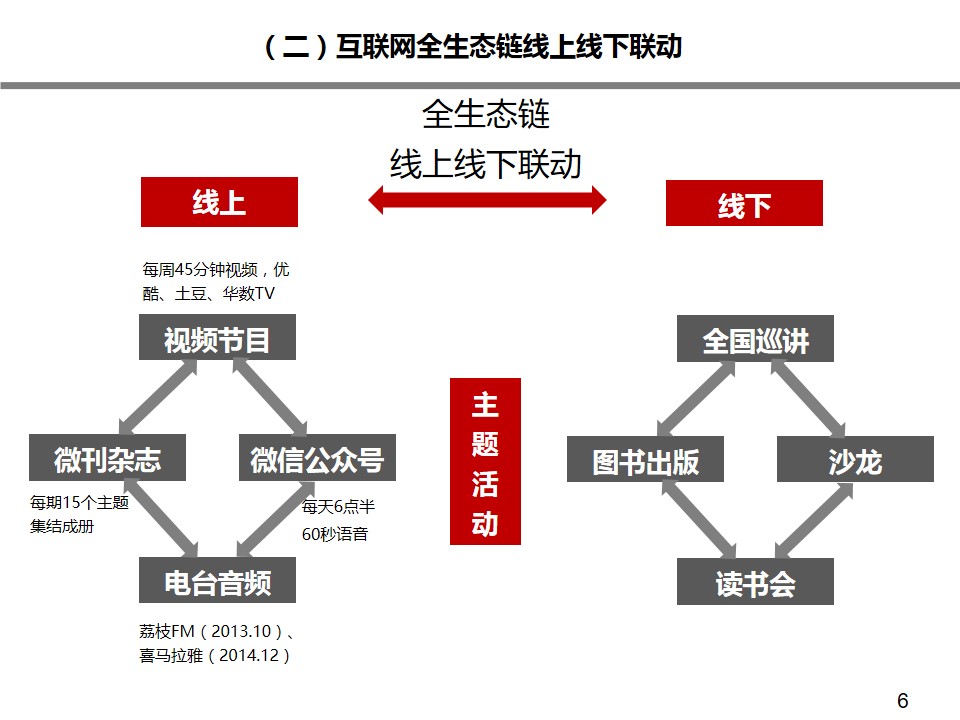 （二）互联网全生态链线上线下联动
全生态链
线上线下联动
线上
线下
每周45分钟视频，优
酷、土豆、华数TV
视频节目
全国巡讲
主
题
活
动
微刊杂志
微信公众号
图书出版
沙龙
每期15个主题
集结成册
每天6点半
60秒语音
电台音频
读书会
荔枝FM（2013.10）、
喜马拉雅（2014.12）
6